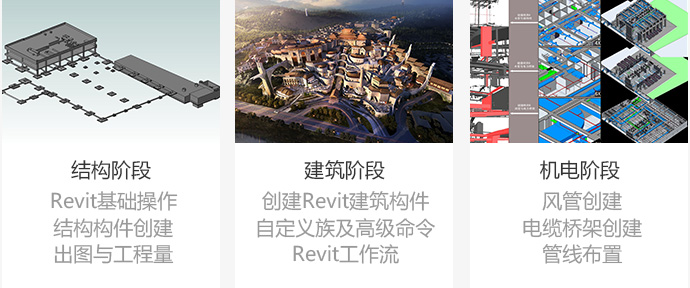 结构阶段
Revit基础操作
结构构件创建
出图与工程量
建筑阶段
创建Revit建筑构件
自定义族及高级命令
Revit工作流
机电阶段
风管创建
电缆桥架创建
管线布置